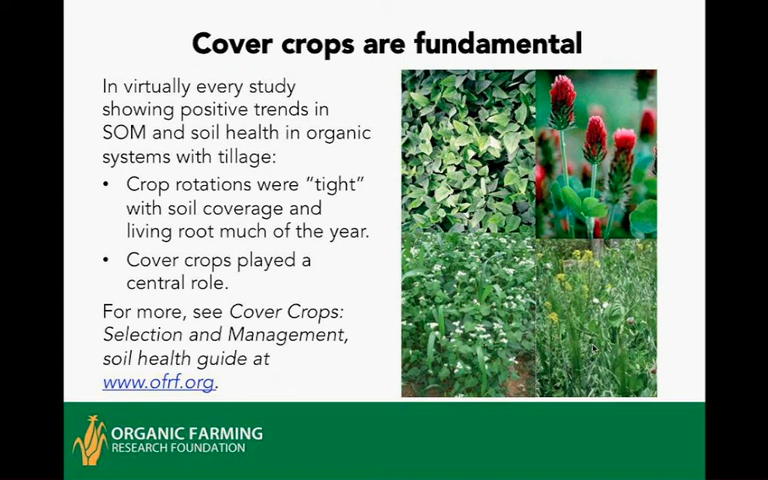 Cover crops are fundamental
In virtually every study
showing positive trends in
SOM and soil health in organic
systems with tillage:
• Crop rotations were “tight”
with soil coverage and
living root much of the year.
• Cover crops played a
central role.
For more, see Cover Crops:
Selection and Management,
soil health guide at
www.ofrf.org.
ORGANIC FARMING
RESEARCH FOUNDATION